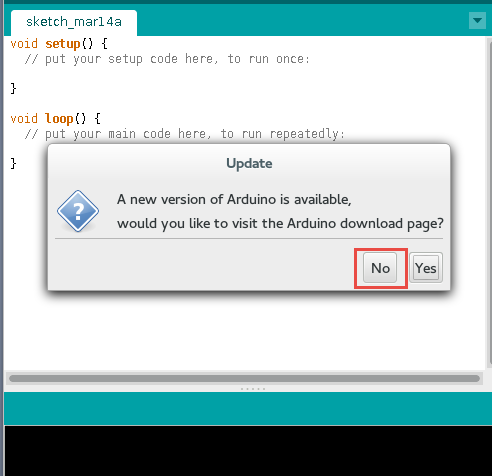 sketch_mar14a
void setup() {
  // put your setup code here, to run once:
}
void loop() {
  // put your main code here, to run repeatedly:
}
Update
?
A new version of Arduino is available,
would you like to visit the Arduino download page?
No Yes